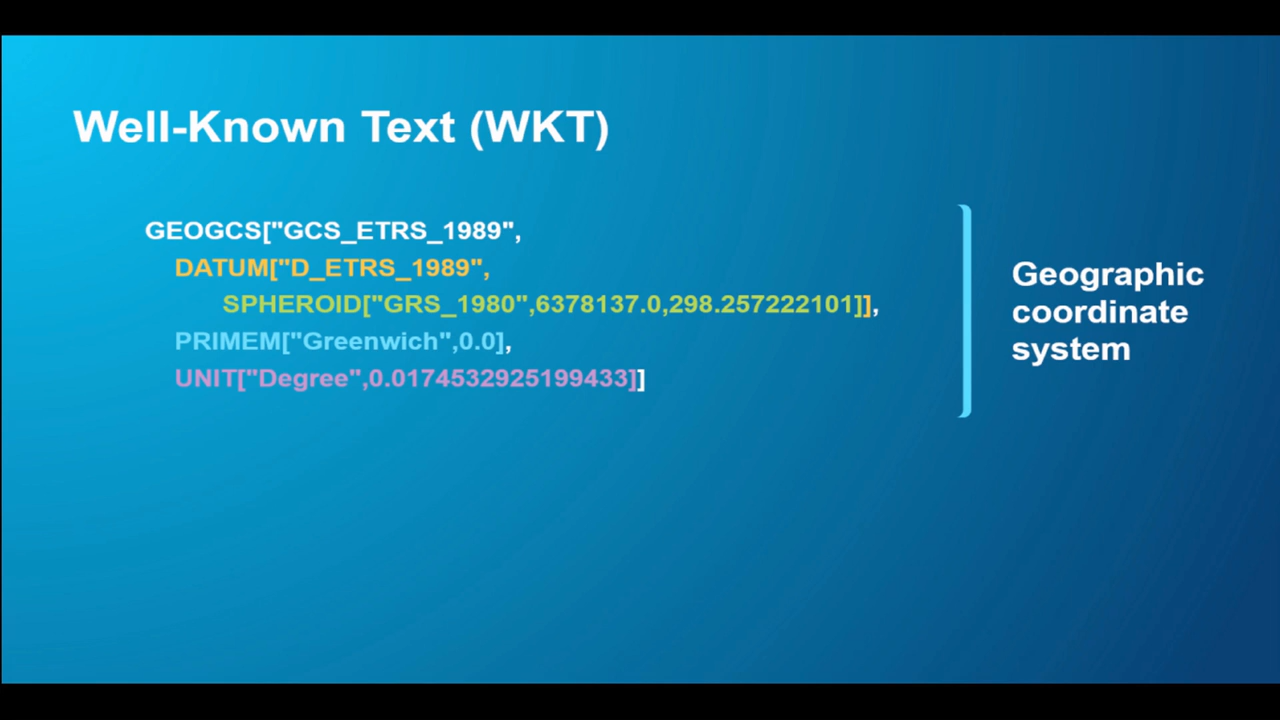 Well-Known Text (WKT)
GEOGCS["GCS_ETRS_1989",
DATUM["D_ETRS_1989",
SPHEROID["GRS_1980",6378137.0,298.257222101]],
PRIMEM["Greenwich",0.0],
UNIT["Degree",0.0174532925199433]]
Geographic
coordinate
system